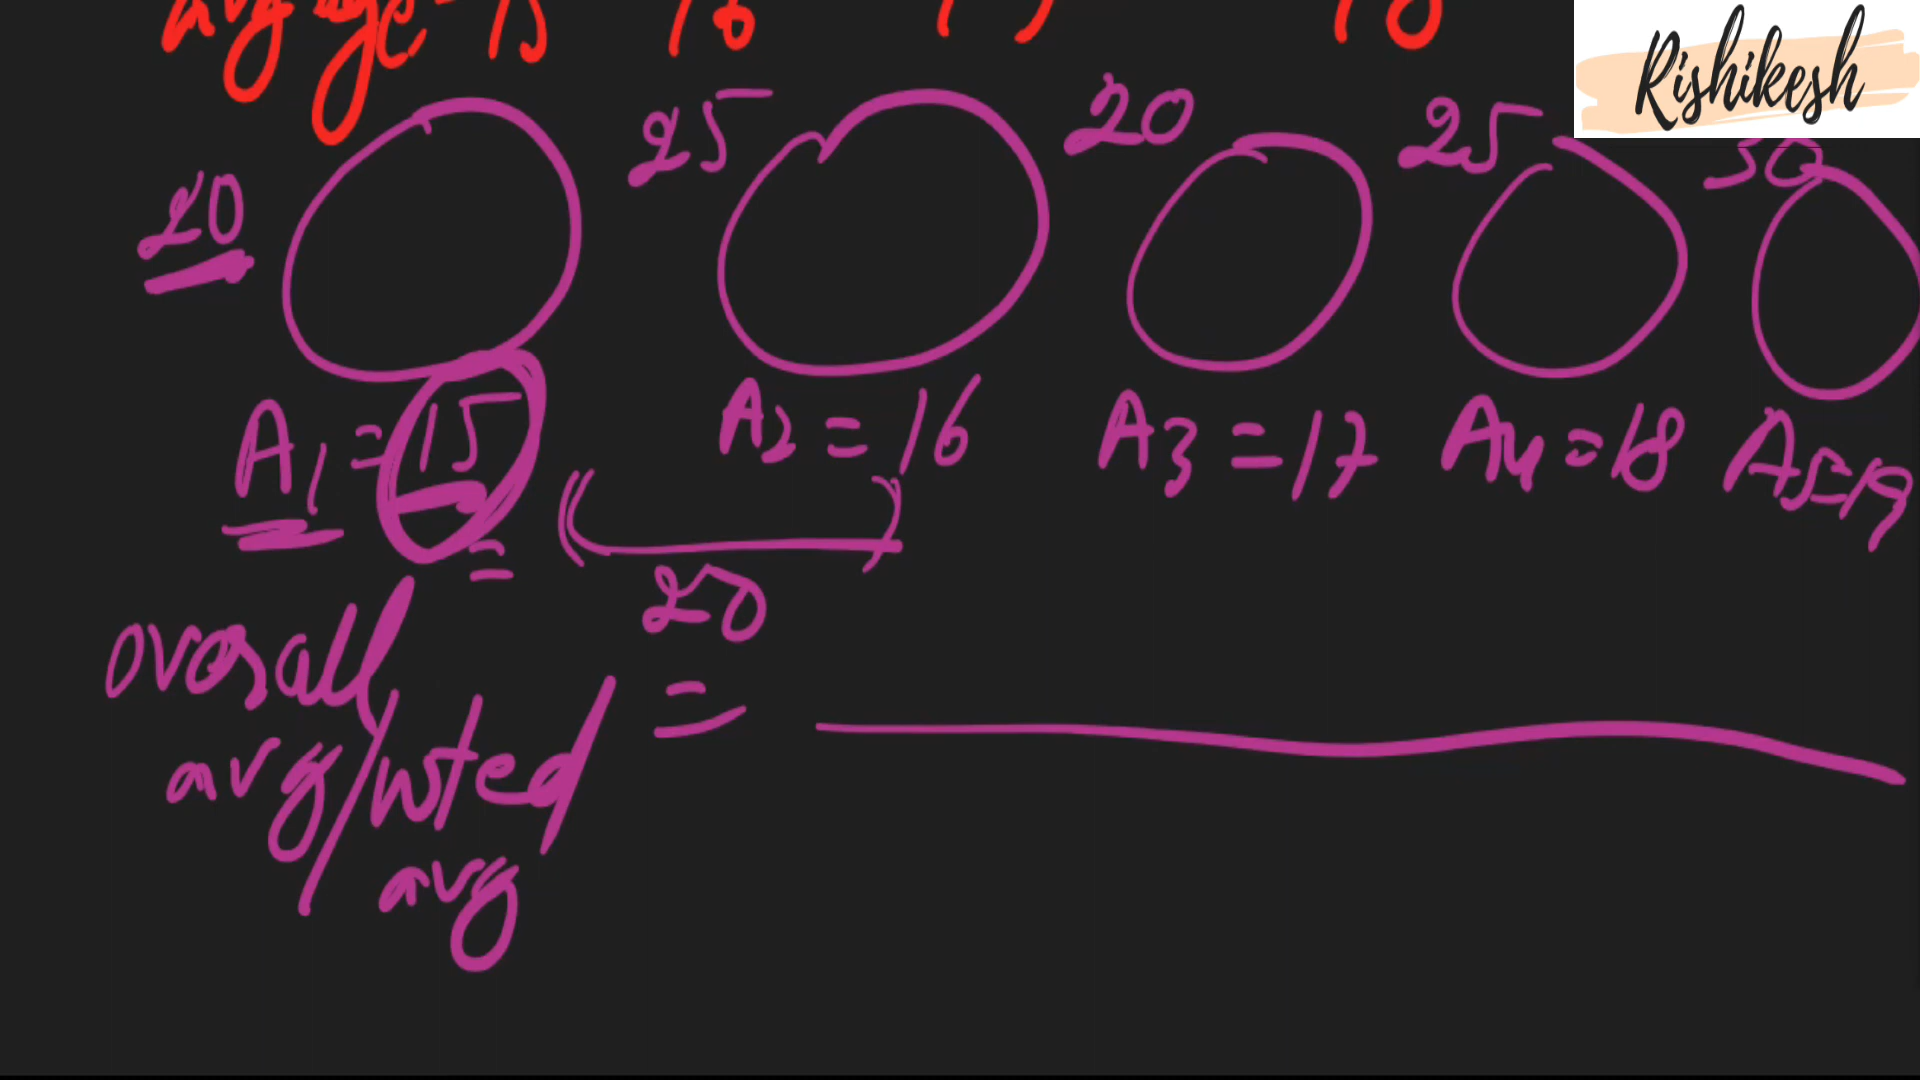 avg age = 15 16 18
Rishikesh
20 25 20 25 30
A1 = 15 A2 = 16 A3 = 17 A4 = 18 A5 = 19
= ( )
20
overall
avg/wted =
avg